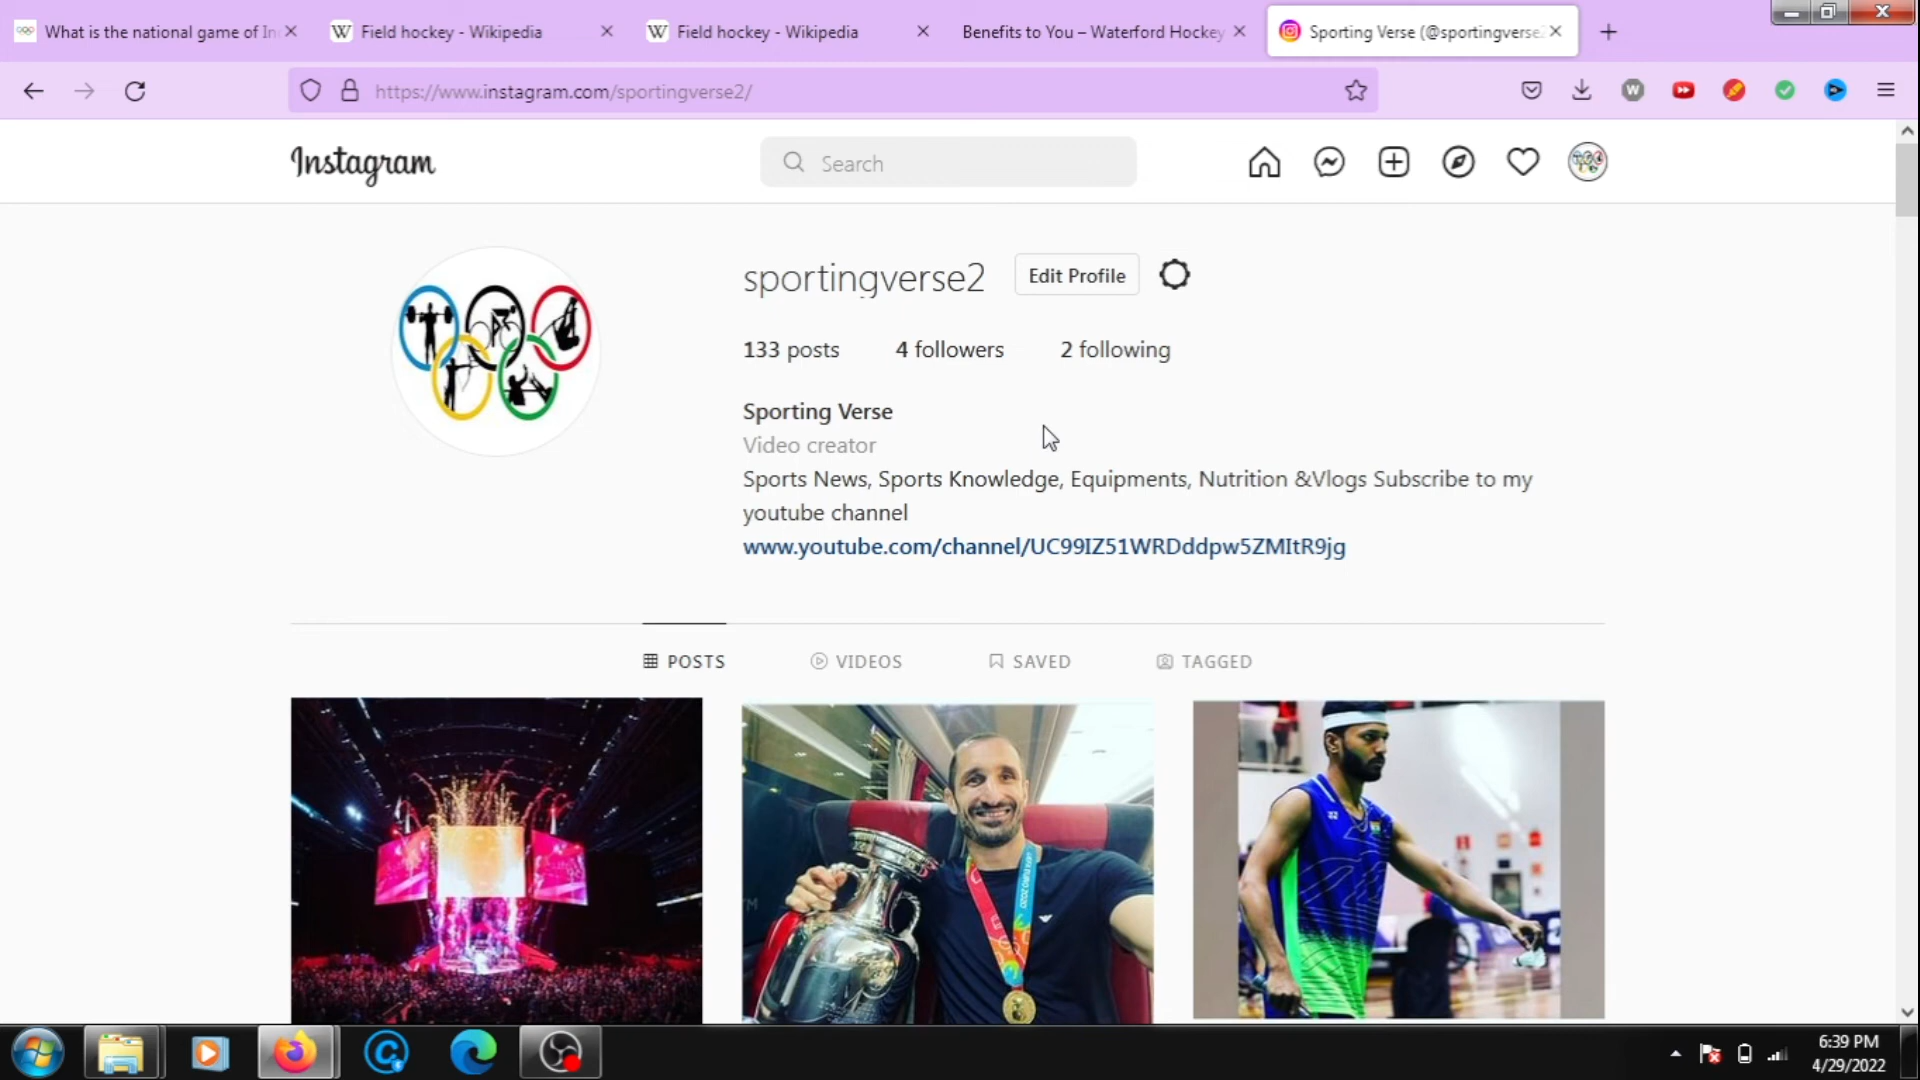 What is the national game of In
Field hockey - Wikipedia
Field hockey - Wikipedia
Benefits to You – Waterford Hockey
Sporting Verse (@sportingverse2
https://www.instagram.com/sportingverse2/
Instagram
Search
sportingverse2
Edit Profile
133 posts
4 followers
2 following
Sporting Verse
Video creator
Sports News, Sports Knowledge, Equipments, Nutrition &Vlogs Subscribe to my
youtube channel
www.youtube.com/channel/UC99IZ51WRDddpw5ZMItR9jg
POSTS
VIDEOS
SAVED
TAGGED
6:39 PM
4/29/2022